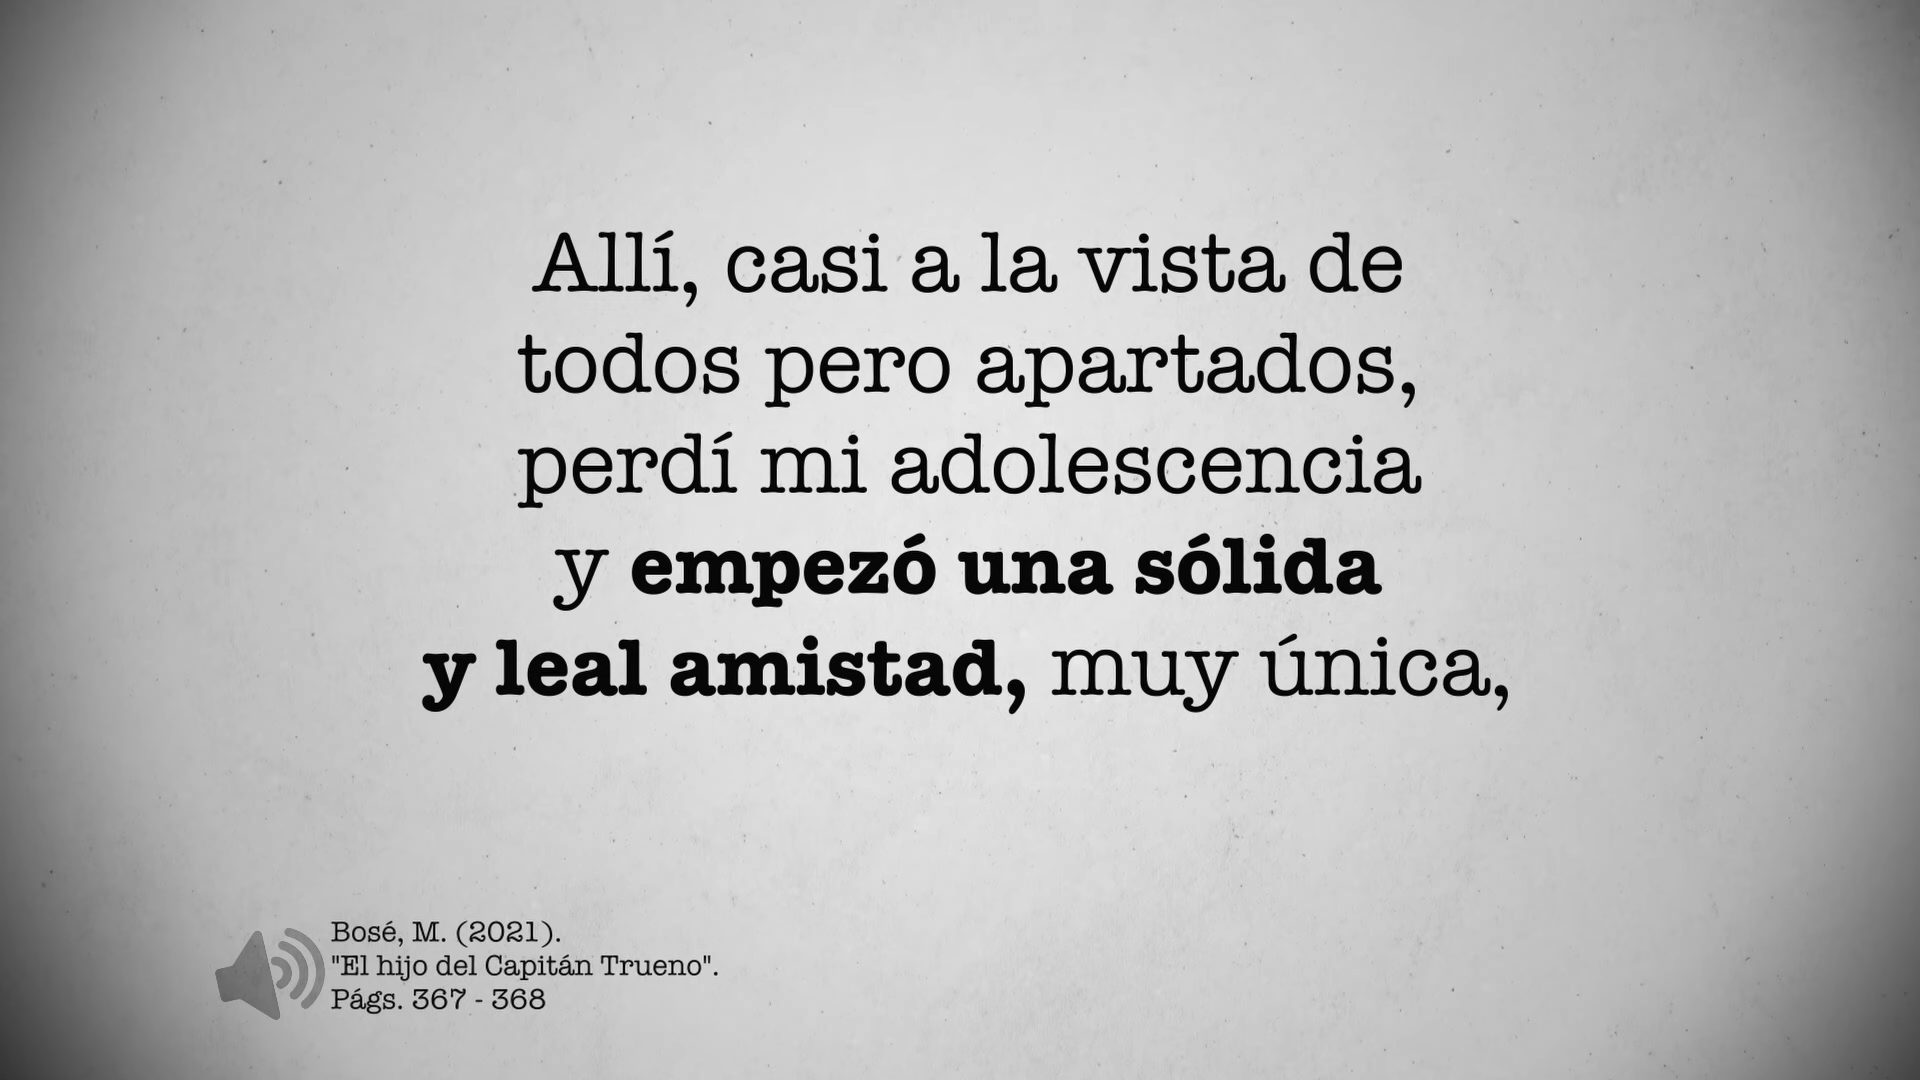 Allí, casi a la vista de
todos pero apartados,
perdí mi adolescencia
y empezó una sólida
y leal amistad, muy única,
Bosé, M. (2021).
"El hijo del Capitán Trueno".
Págs. 367 - 368